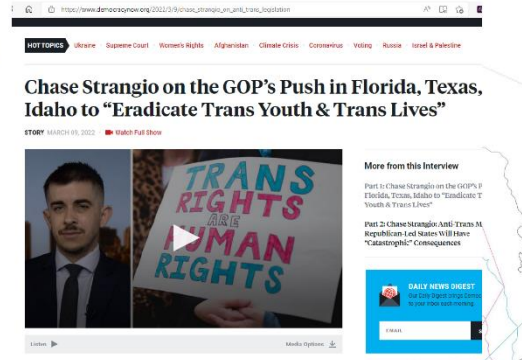 https://www.democracynow.org/2022/3/9/chase_strangio_on_anti_trans_legislation
HOT TOPICS Ukraine Supreme Court Women's Rights Afghanistan Climate Crisis Coronavirus Voting Russia Israel & Palestine
Chase Strangio on the GOP's Push in Florida, Texas,
Idaho to “Eradicate Trans Youth & Trans Lives”
STORY MARCH 09, 2022 Watch Full Show
TRANS
RIGHTS
ARE
HUMAN
RIGHTS
Listen
Media Options
More from this Interview
Part 1: Chase Strangio on the GOP's P
Florida, Texas, Idaho to “Eradicate T
Youth & Trans Lives”
Part 2: Chase Strangio: Anti-Trans M
Republican-Led States Will Have
“Catastrophic” Consequences
DAILY NEWS DIGEST
Our Daily Digest brings Democ
to your inbox each morning.
EMAIL
S